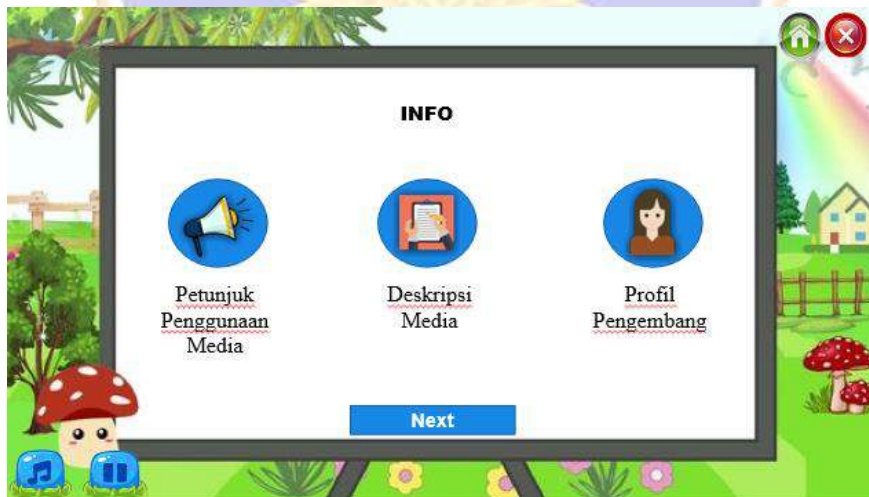 INFO
Petunjuk
Penggunaan
Media
Deskripsi
Media
Profil
Pengembang
Next